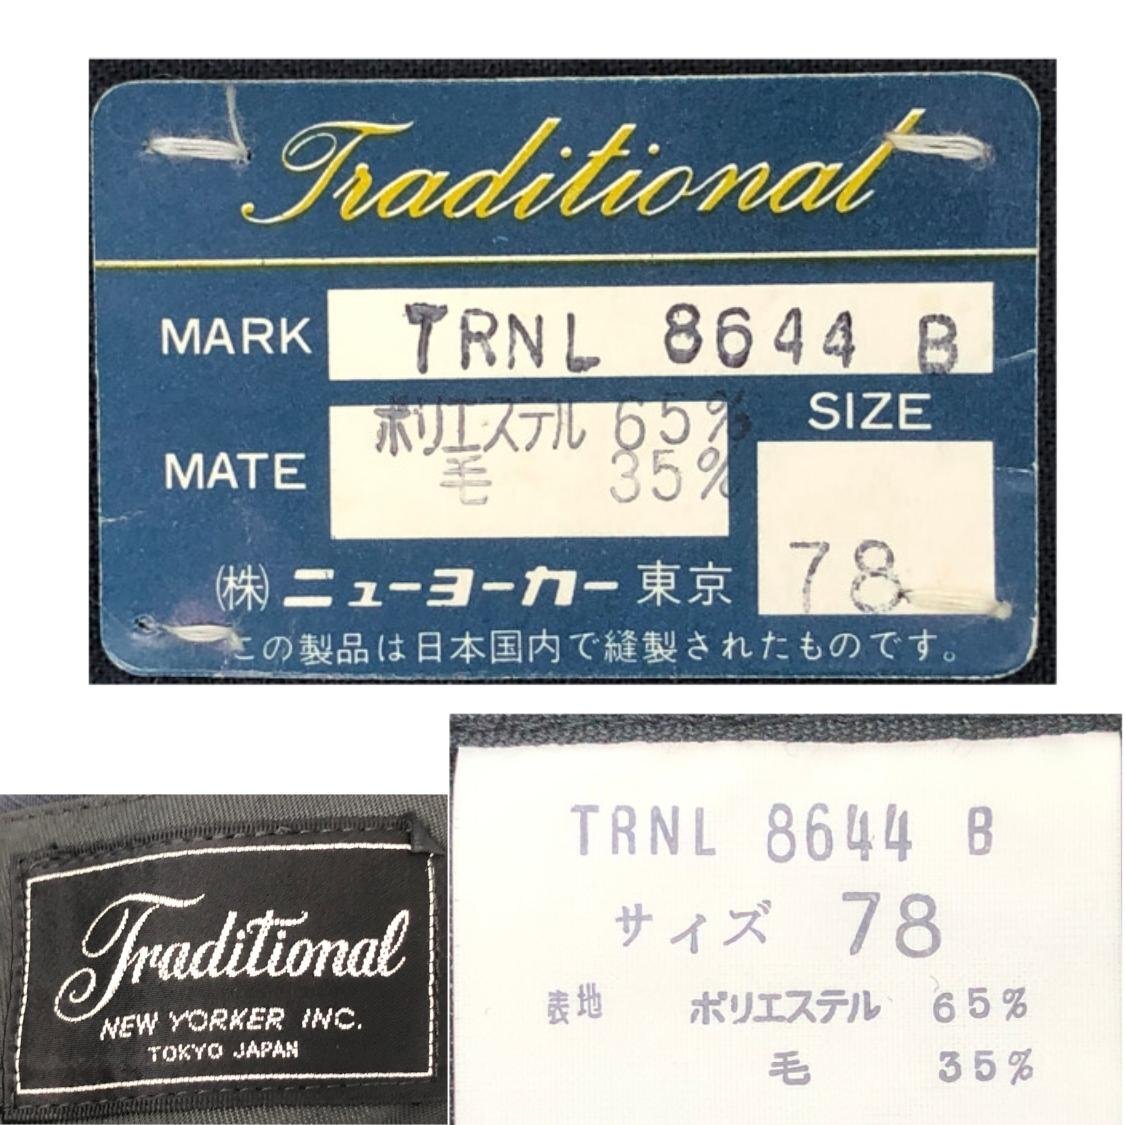 Traditional
MARK TRNL 8644 B
MATE ポリエステル 65%
毛 35%
SIZE
78
㈱ニューヨーカー 東京
この製品は日本国内で縫製されたものです。
Traditional
NEW YORKER INC.
TOKYO JAPAN
TRNL 8644 B
サイズ 78
表地 ポリエステル 65%
毛 35%